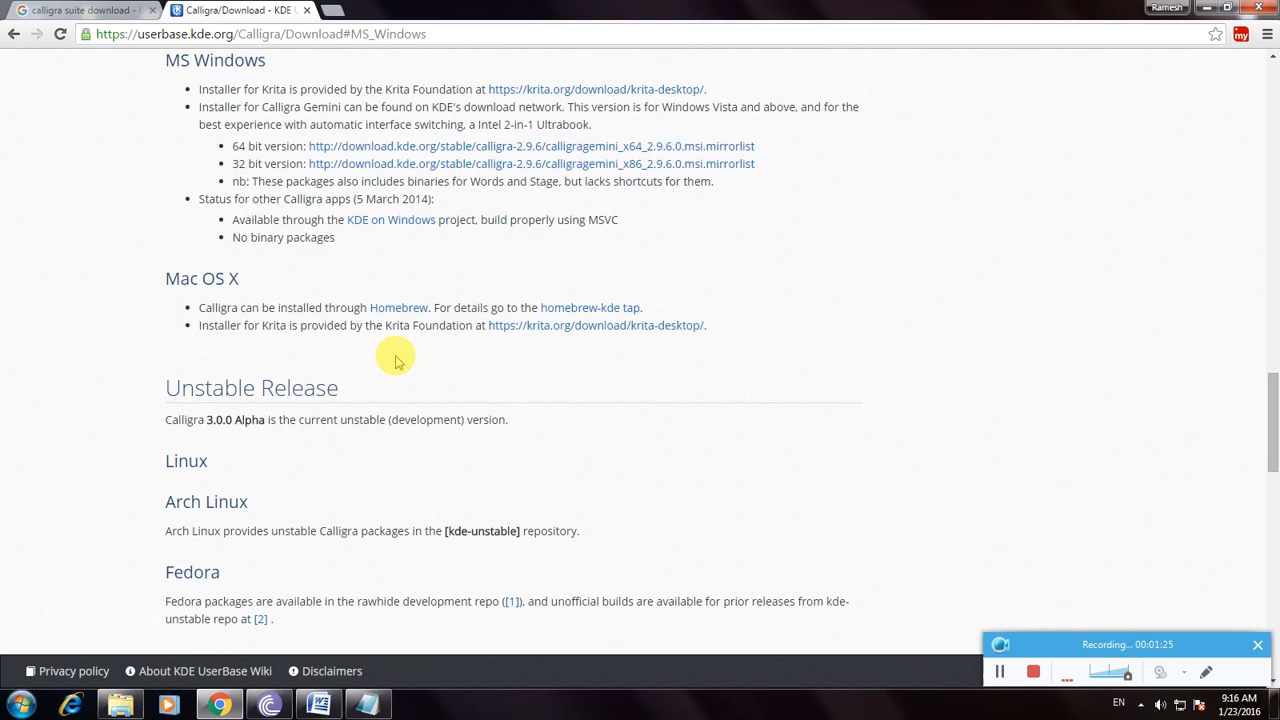 calligra suite download - 
Calligra/Download - KDE U
Ramesh
https://userbase.kde.org/Calligra/Download#MS_Windows
my
MS Windows
Installer for Krita is provided by the Krita Foundation at https://krita.org/download/krita-desktop/.
Installer for Calligra Gemini can be found on KDE's download network. This version is for Windows Vista and above, and for the
best experience with automatic interface switching, a Intel 2-in-1 Ultrabook.
64 bit version: http://download.kde.org/stable/calligra-2.9.6/calligragemini_x64_2.9.6.0.msi.mirrorlist
32 bit version: http://download.kde.org/stable/calligra-2.9.6/calligragemini_x86_2.9.6.0.msi.mirrorlist
nb: These packages also includes binaries for Words and Stage, but lacks shortcuts for them.
Status for other Calligra apps (5 March 2014):
Available through the KDE on Windows project, build properly using MSVC
No binary packages
Mac OS X
Calligra can be installed through Homebrew. For details go to the homebrew-kde tap.
Installer for Krita is provided by the Krita Foundation at https://krita.org/download/krita-desktop/.
Unstable Release
Calligra 3.0.0 Alpha is the current unstable (development) version.
Linux
Arch Linux
Arch Linux provides unstable Calligra packages in the [kde-unstable] repository.
Fedora
Fedora packages are available in the rawhide development repo ([1]), and unofficial builds are available for prior releases from kde-
unstable repo at [2] .
Recording... 00:01:25
Privacy policy
About KDE UserBase Wiki
Disclaimers
EN
9:16 AM
1/23/2016